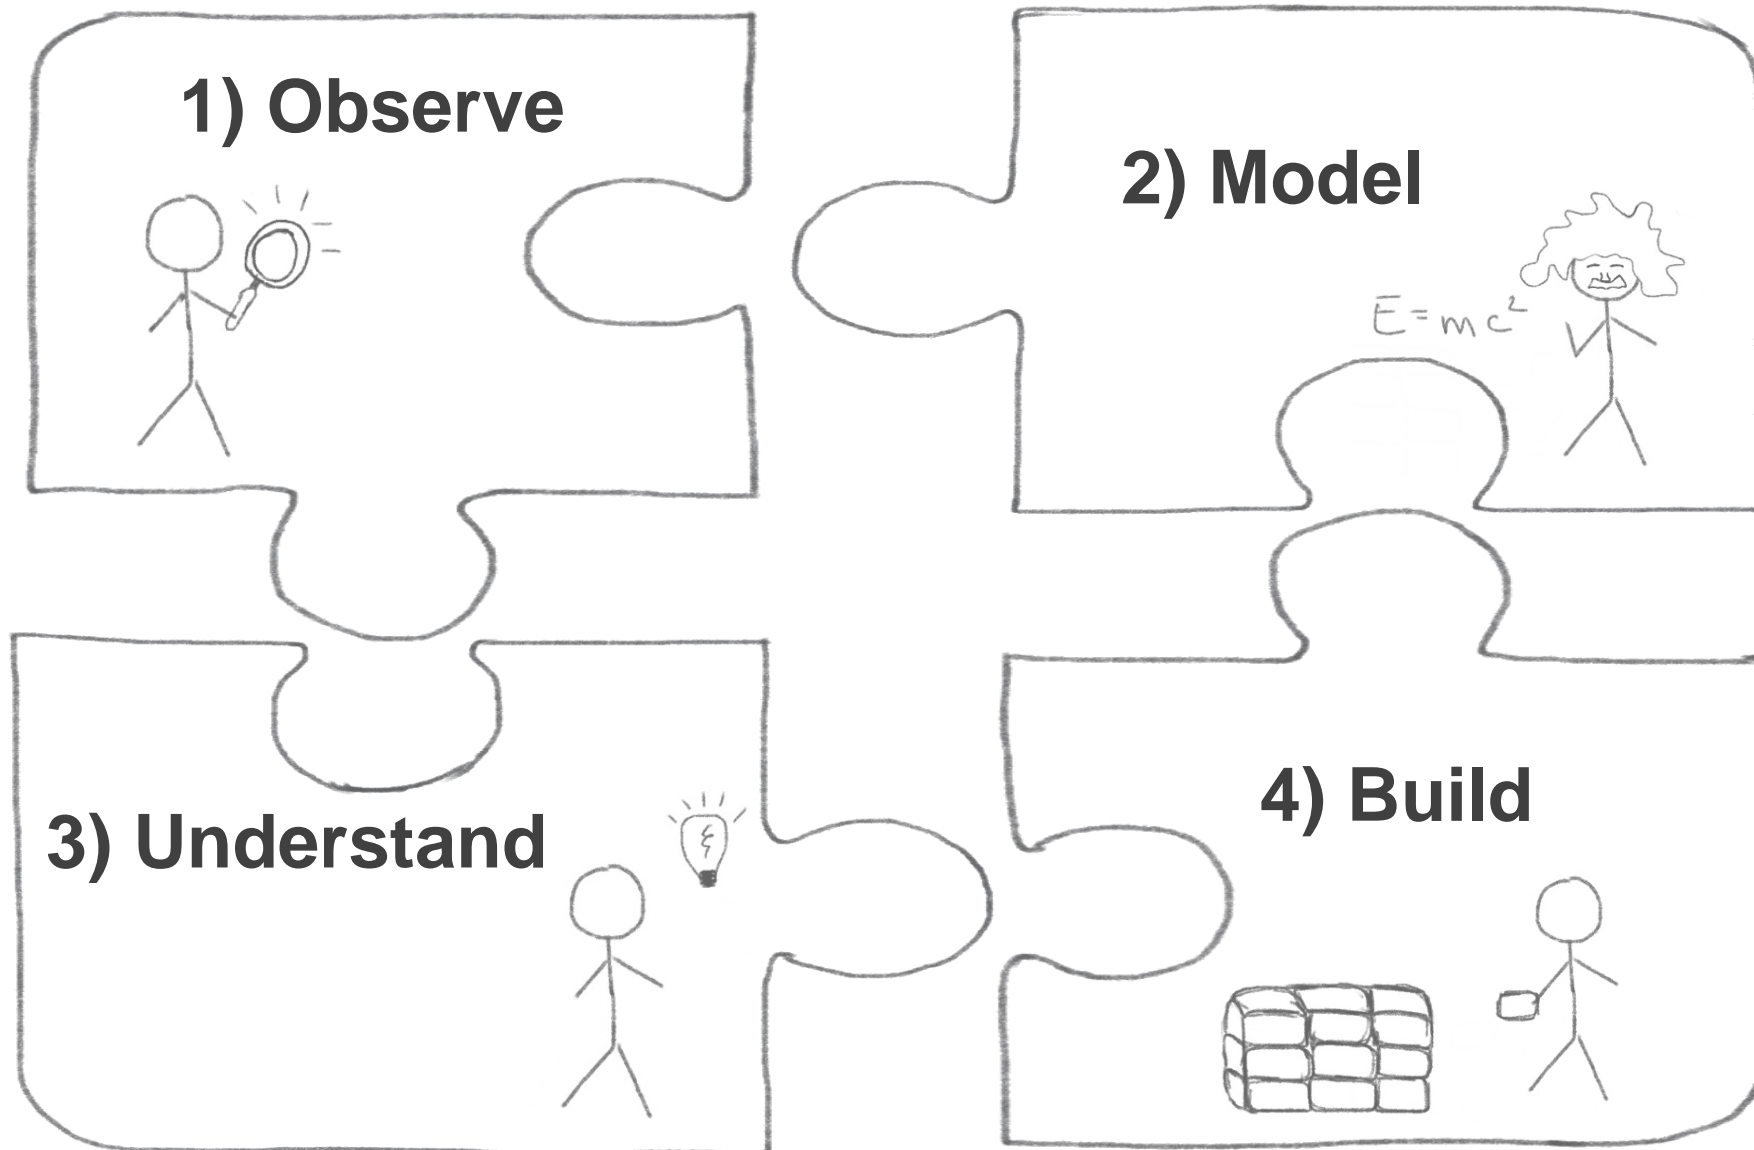 1) Observe
2) Model
E = mc²
3) Understand
4) Build